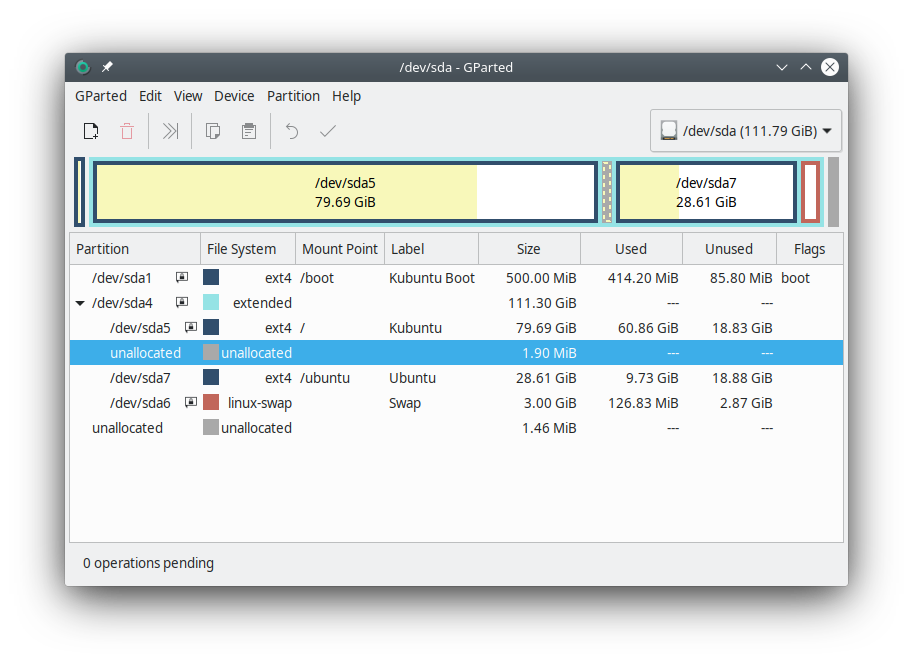 /dev/sda - GParted
GParted Edit View Device Partition Help
/dev/sda (111.79 GiB)
/dev/sda5
79.69 GiB
/dev/sda7
28.61 GiB
Partition File System Mount Point Label Size Used Unused Flags
/dev/sda1 ext4 /boot Kubuntu Boot 500.00 MiB 414.20 MiB 85.80 MiB boot
/dev/sda4 extended 111.30 GiB --- ---
/dev/sda5 ext4 / Kubuntu 79.69 GiB 60.86 GiB 18.83 GiB
unallocated unallocated 1.90 MiB --- ---
/dev/sda7 ext4 /ubuntu Ubuntu 28.61 GiB 9.73 GiB 18.88 GiB
/dev/sda6 linux-swap Swap 3.00 GiB 126.83 MiB 2.87 GiB
unallocated unallocated 1.46 MiB --- ---
0 operations pending